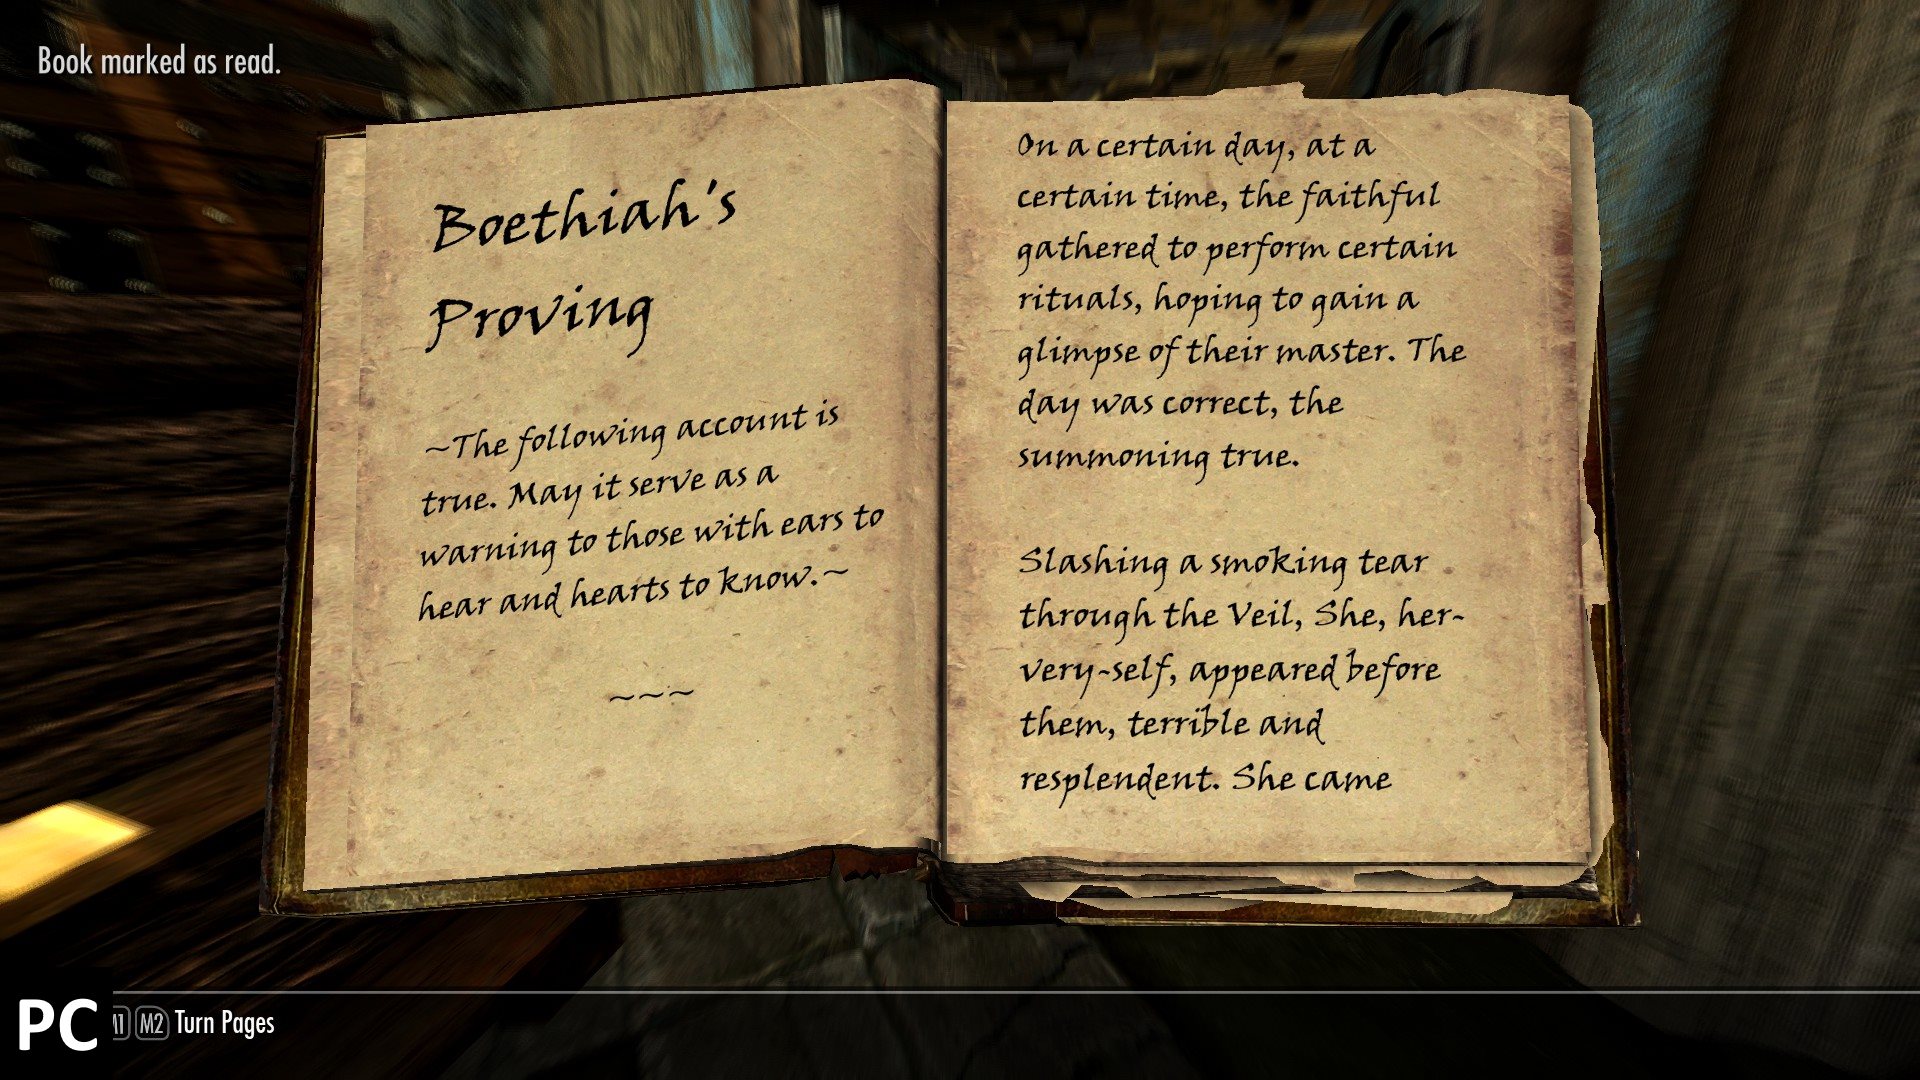 Book marked as read.
Boethiah's
Proving
~The following account is
true. May it serve as a
warning to those with ears to
hear and hearts to know.~
~~~
On a certain day, at a
certain time, the faithful
gathered to perform certain
rituals, hoping to gain a
glimpse of their master. The
day was correct, the
summoning true.
Slashing a smoking tear
through the Veil, She, her-
very-self, appeared before
them, terrible and
resplendent. She came
PC M1 M2 Turn Pages